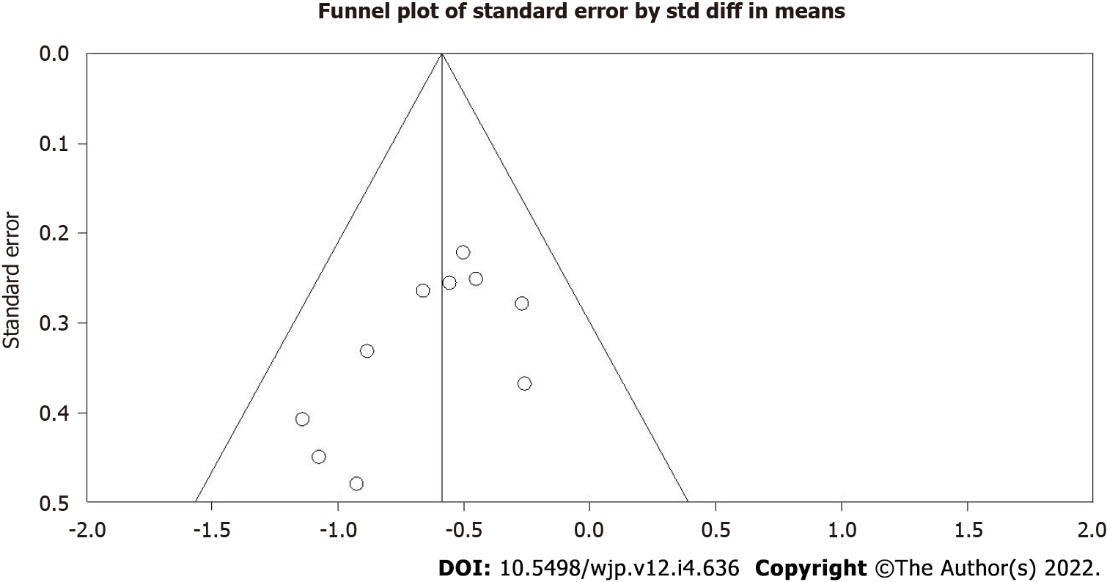 Funnel plot of standard error by std diff in means
0.0
0.1
0.2
0.3
0.4
0.5
Standard error
-2.0 -1.5 -1.0 -0.5 0.0 0.5 1.0 1.5 2.0
DOI: 10.5498/wjp.v12.i4.636 Copyright ©The Author(s) 2022.